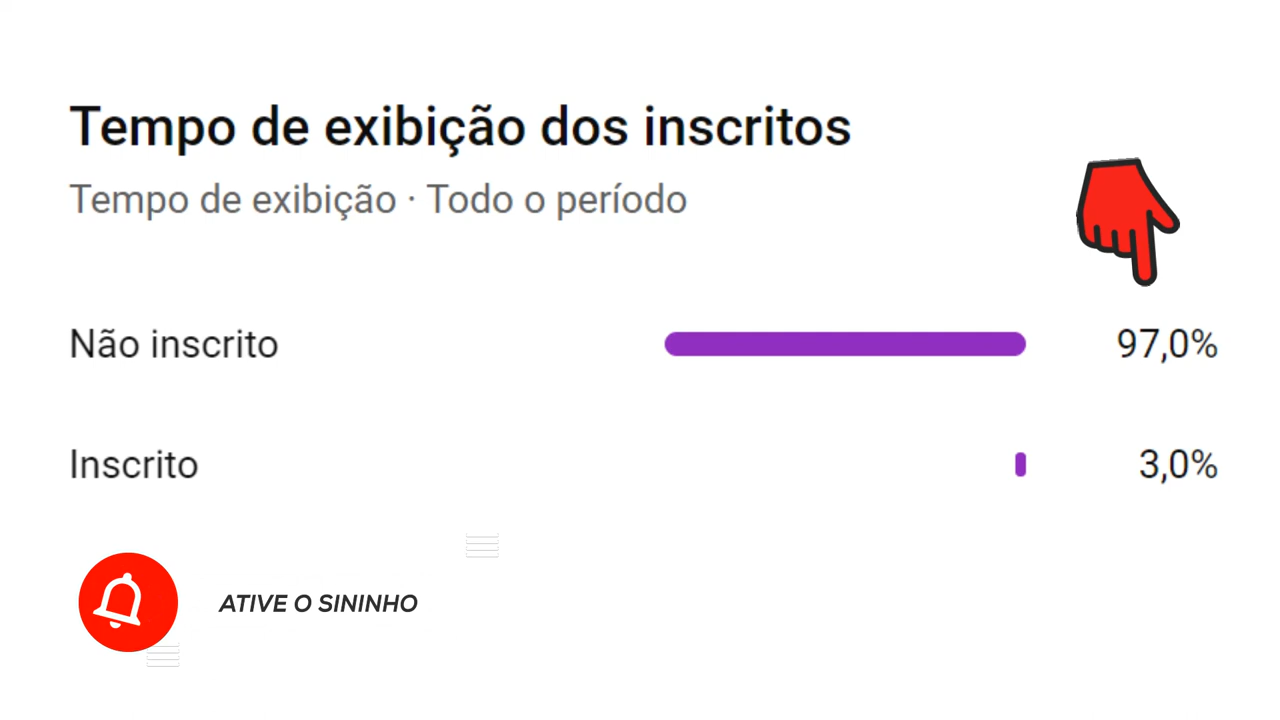 Tempo de exibição dos inscritos
Tempo de exibição · Todo o período
Não inscrito 97,0%
Inscrito 3,0%
ATIVE O SININHO